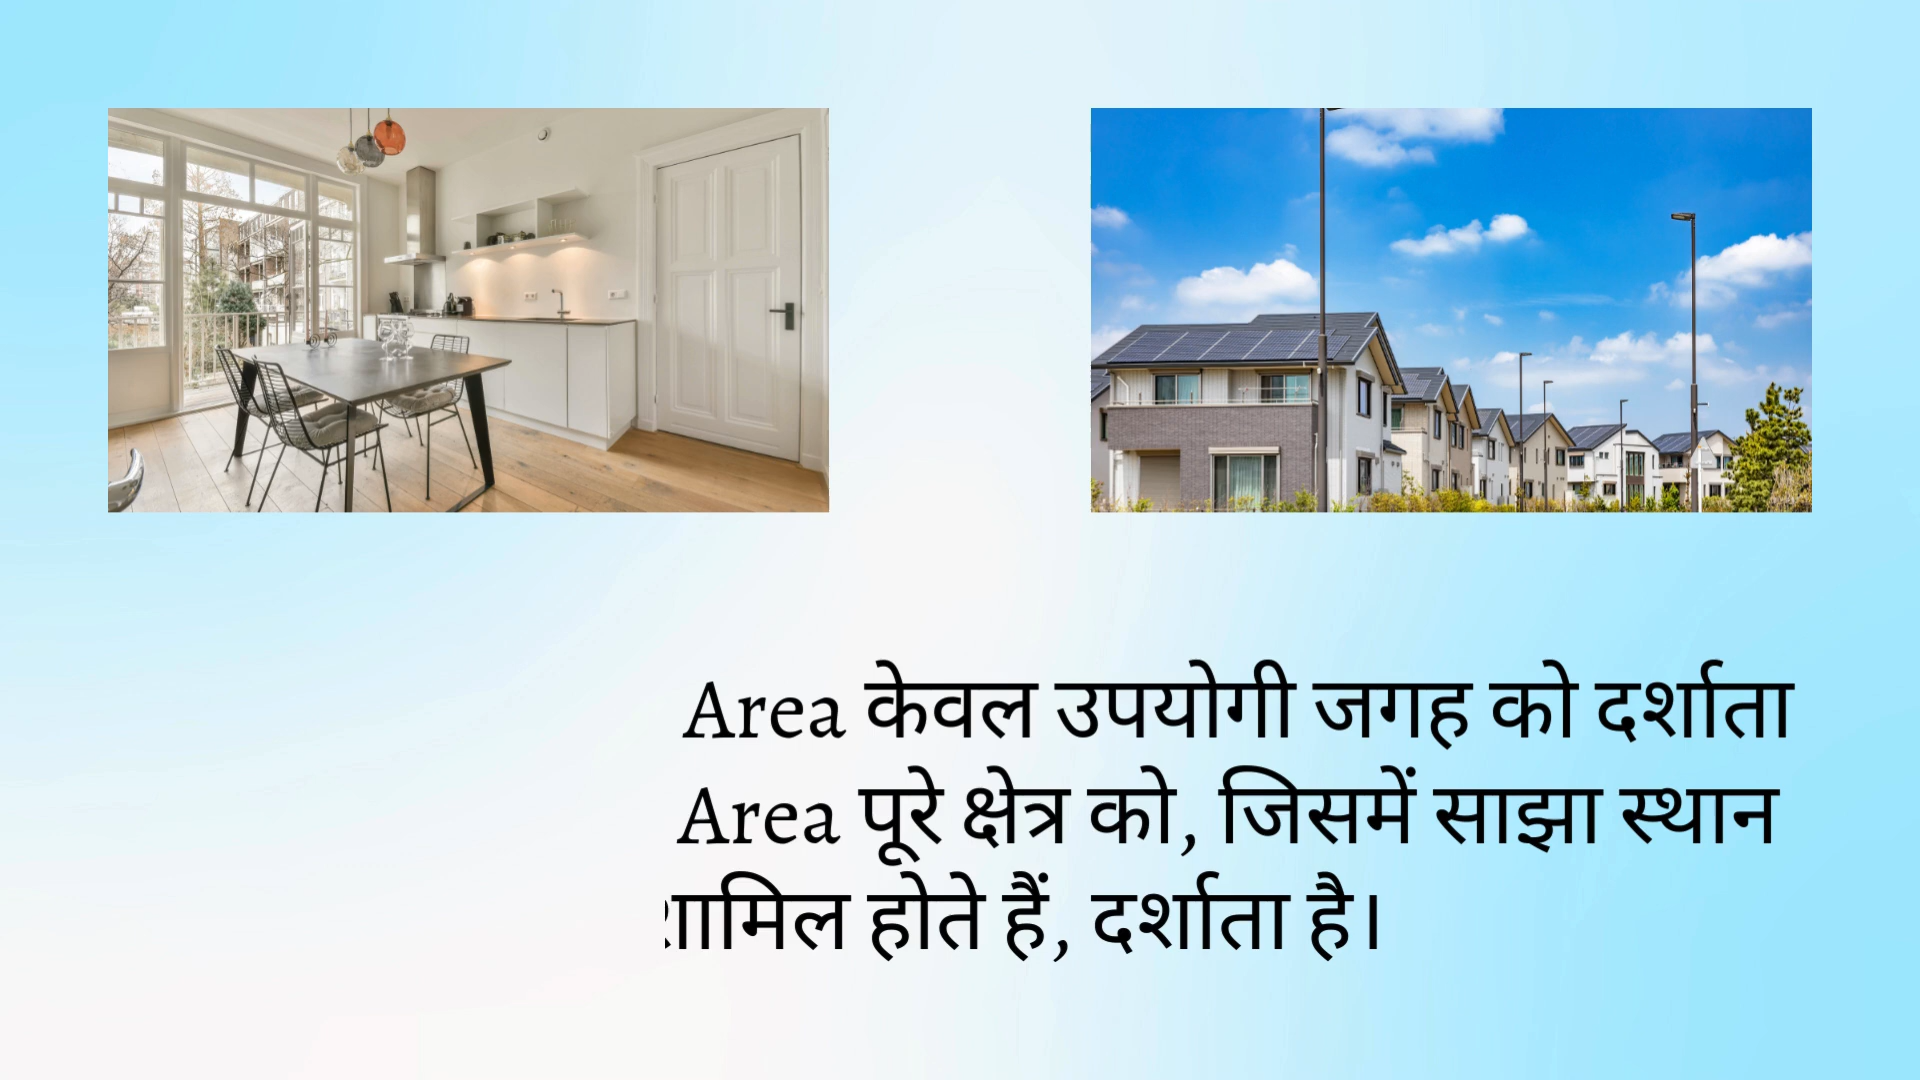 Area केवल उपयोगी जगह को दर्शाता
Area पूरे क्षेत्र को, जिसमें साझा स्थान
होते हैं, दर्शाता है।